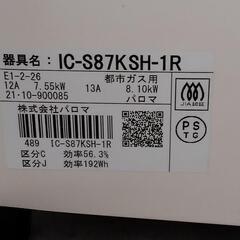 器具名: IC-S87KSH-1R
E1-2-26 都市ガス用
12A 7.55kW 13A 8.10kW
21-10-900085 パロマ
株式会社パロマ
489 IC-S87KSH-1R
区分C 効率56.3%
区分J 効率192Wh
JIA認証
PS
TG